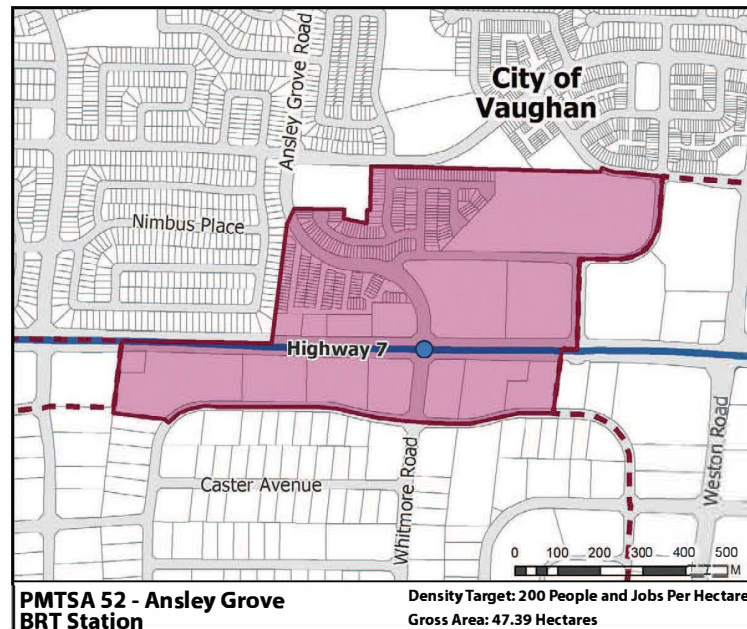 City of
Vaughan
Ansley Grove Road
Nimbus Place
Highway 7
Caster Avenue
Whitmore Road
Weston Road
0 100 200 300 400 500
M
PMTSA 52 - Ansley Grove
BRT Station
Density Target: 200 People and Jobs Per Hectare
Gross Area: 47.39 Hectares